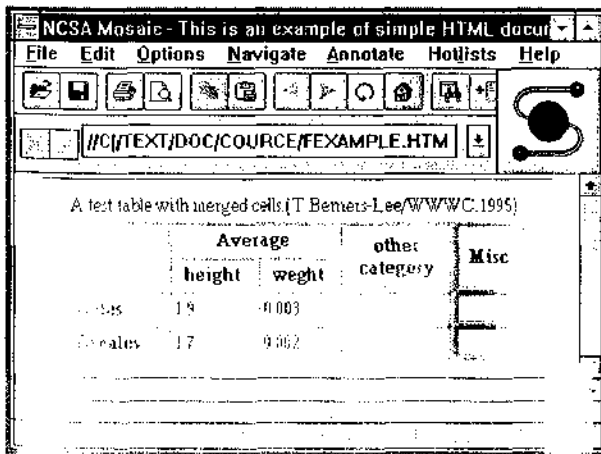 NCSA Mosaic - This is an example of simple HTML docum
File Edit Options Navigate Annotate Hotlists Help
//C|/TEXT/DOC/COURCE/FEXAMPLE.HTM
A test table with merged cells.(T Berners-Lee/WWWC.1995)
Average other category Misc
height weght
1.9 0.003
1.7 0.002